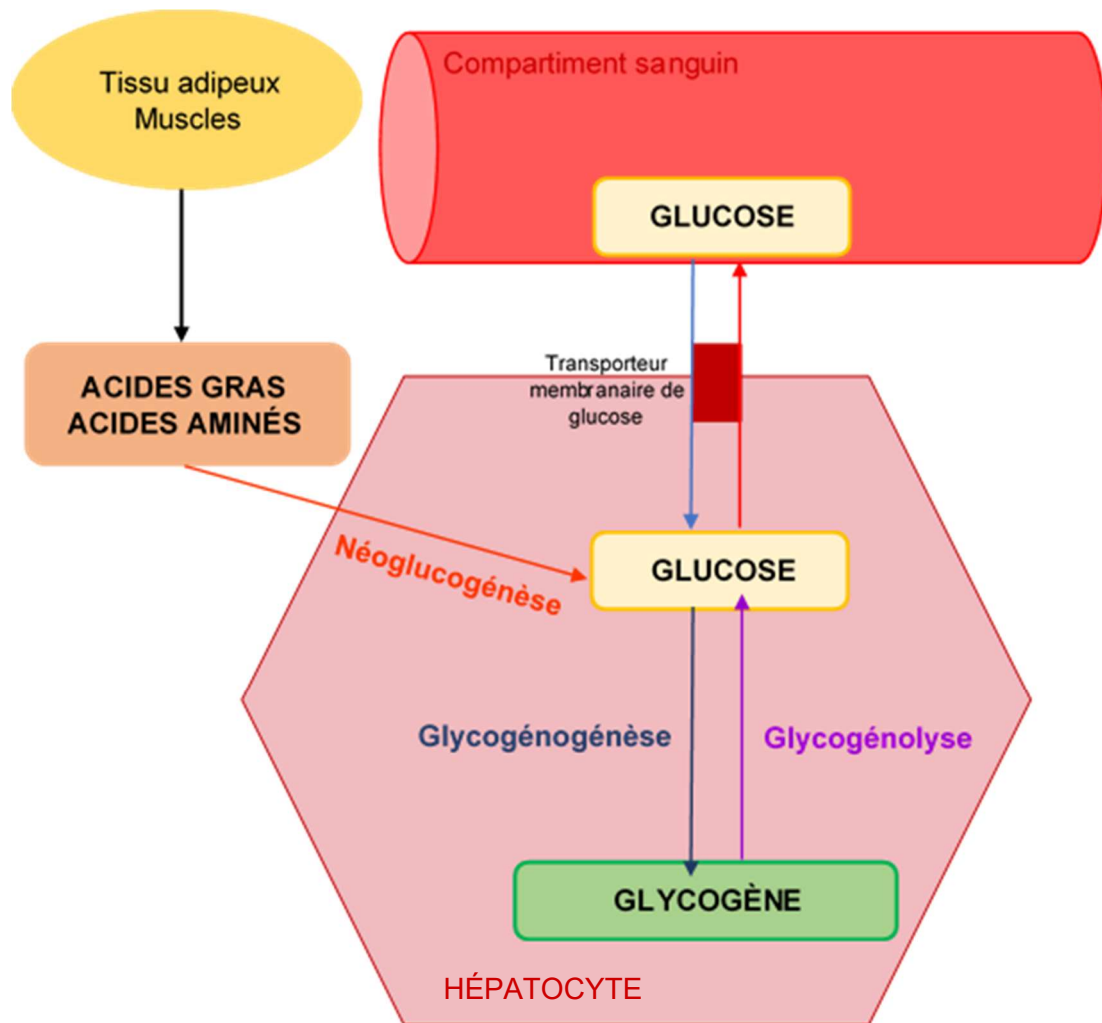 Tissu adipeux
Muscles
Compartiment sanguin
GLUCOSE
ACIDES GRAS
ACIDES AMINÉS
Transporteur
membranaire de
glucose
Néoglucogénèse
GLUCOSE
Glycogénogénèse
Glycogénolyse
GLYCOGÈNE
HÉPATOCYTE